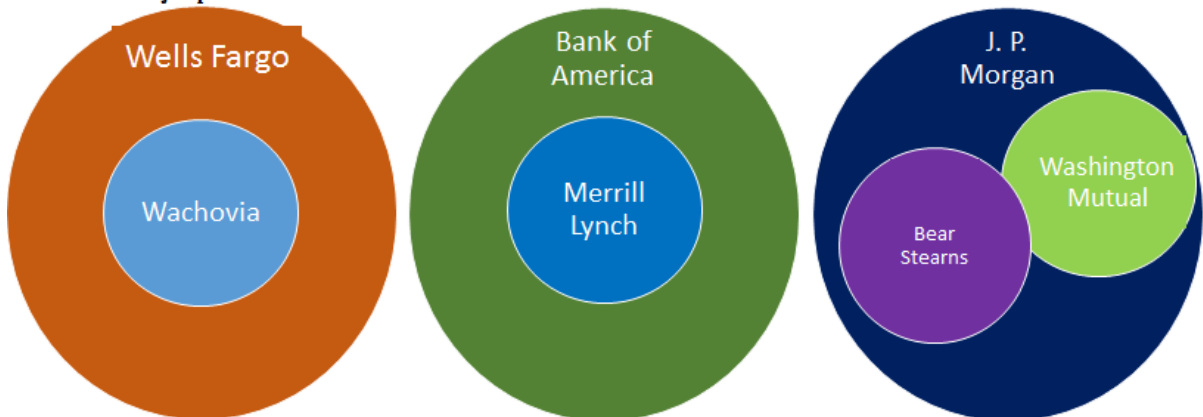 Wells Fargo
Wachovia
Bank of
America
Merrill
Lynch
J. P.
Morgan
Washington
Mutual
Bear
Stearns